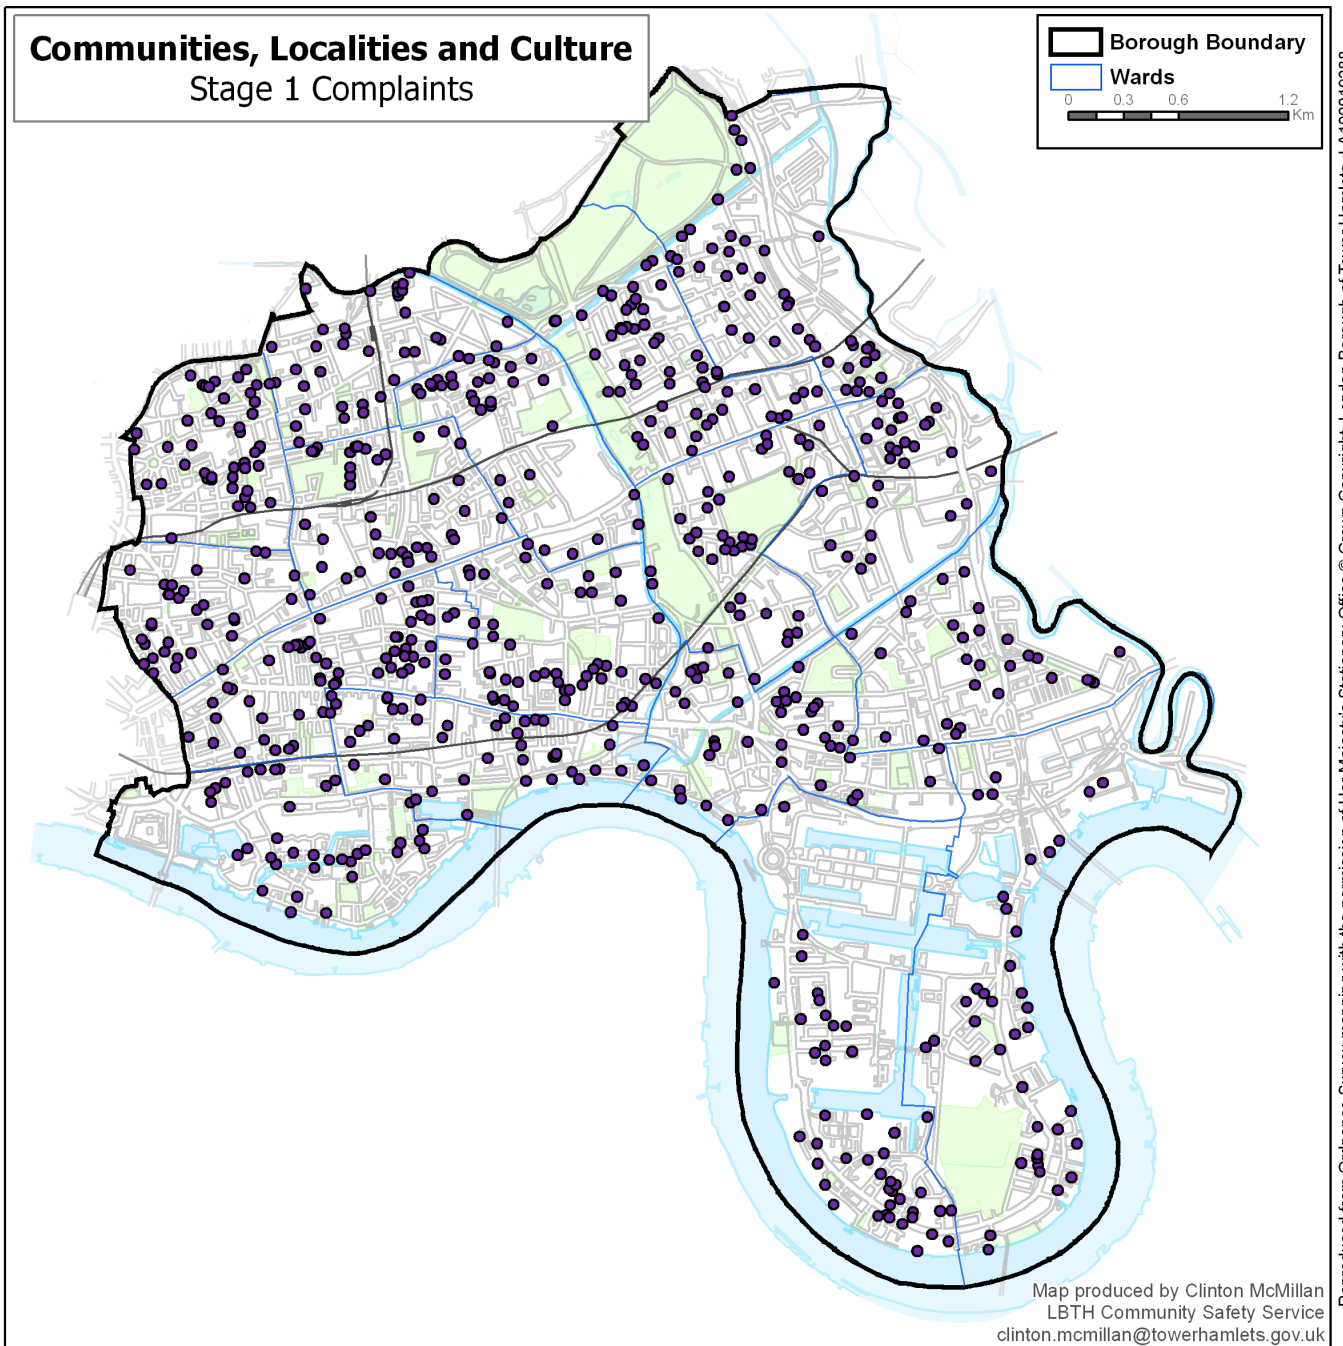 Communities, Localities and Culture
Stage 1 Complaints
Borough Boundary
Wards
0 0.3 0.6 1.2
Km
Map produced by Clinton McMillan
LBTH Community Safety Service
clinton.mcmillan@towerhamlets.gov.uk